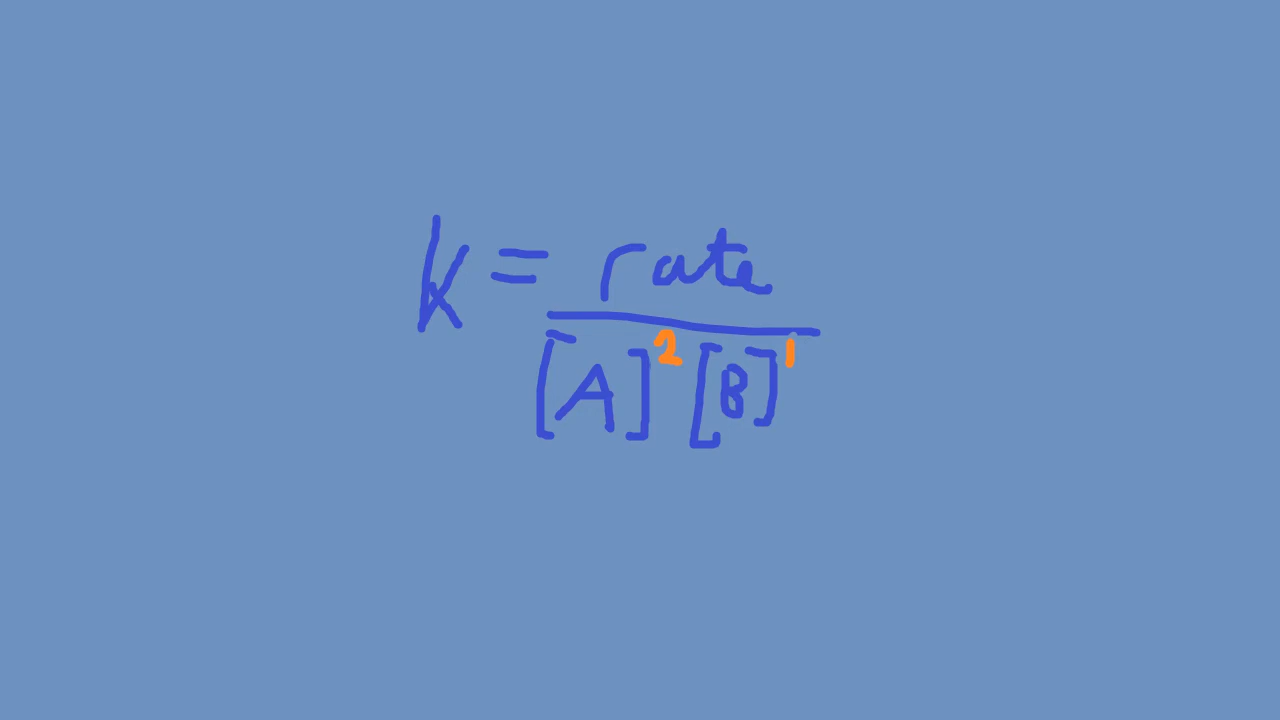 k = rate
[A]² [B]¹